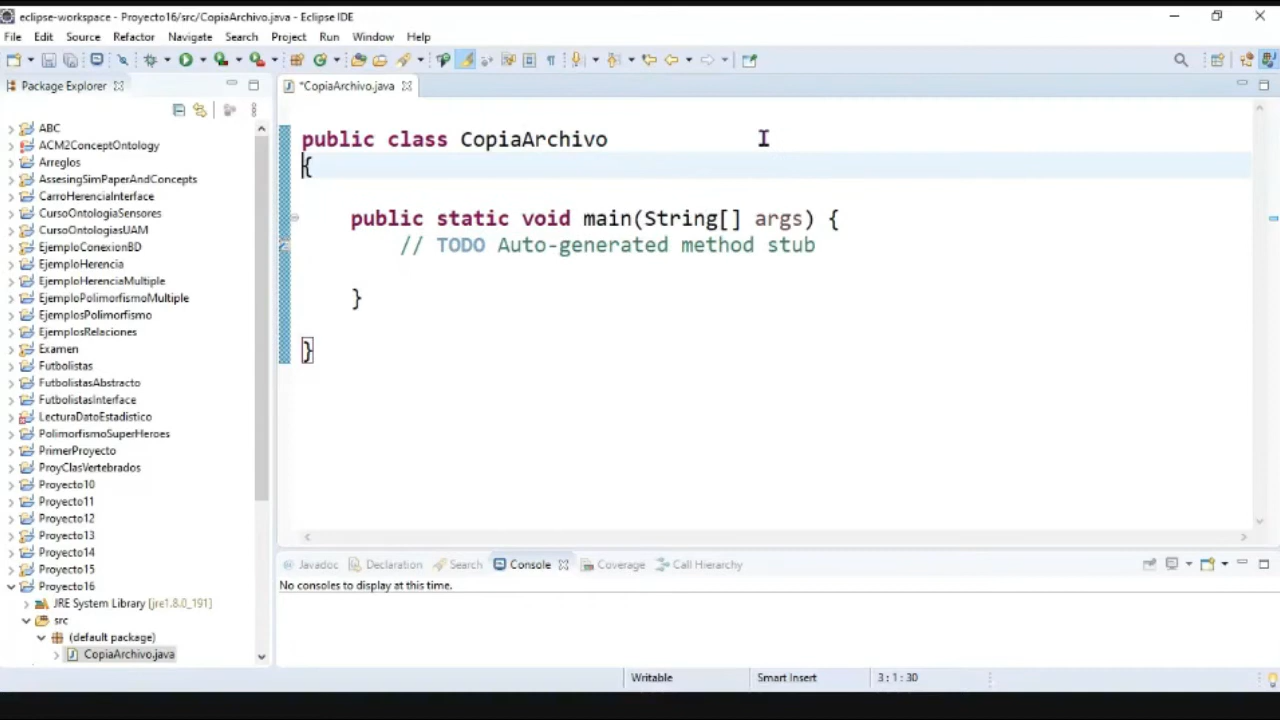 eclipse-workspace - Proyecto16/src/CopiaArchivo.java - Eclipse IDE
File Edit Source Refactor Navigate Search Project Run Window Help
Package Explorer
ABC
ACM2ConceptOntology
Arreglos
AssesingSimPaperAndConcepts
CarroHerenciaInterface
CursoOntologiaSensores
CursoOntologiasUAM
EjemploConexionBD
EjemploHerencia
EjemploHerenciaMultiple
EjemploPolimorfismoMultiple
EjemplosPolimorfismo
EjemplosRelaciones
Examen
Futbolistas
FutbolistasAbstracto
FutbolistasInterface
LecturaDatoEstadistico
PolimorfismoSuperHeroes
PrimerProyecto
ProyClasVertebrados
Proyecto10
Proyecto11
Proyecto12
Proyecto13
Proyecto14
Proyecto15
Proyecto16
JRE System Library [jre1.8.0_191]
src
(default package)
CopiaArchivo.java
*CopiaArchivo.java
public class CopiaArchivo
{
public static void main(String[] args) {
// TODO Auto-generated method stub
}
}
Javadoc Declaration Search Console Coverage Call Hierarchy
No consoles to display at this time.
Writable Smart Insert 3 : 1 : 30